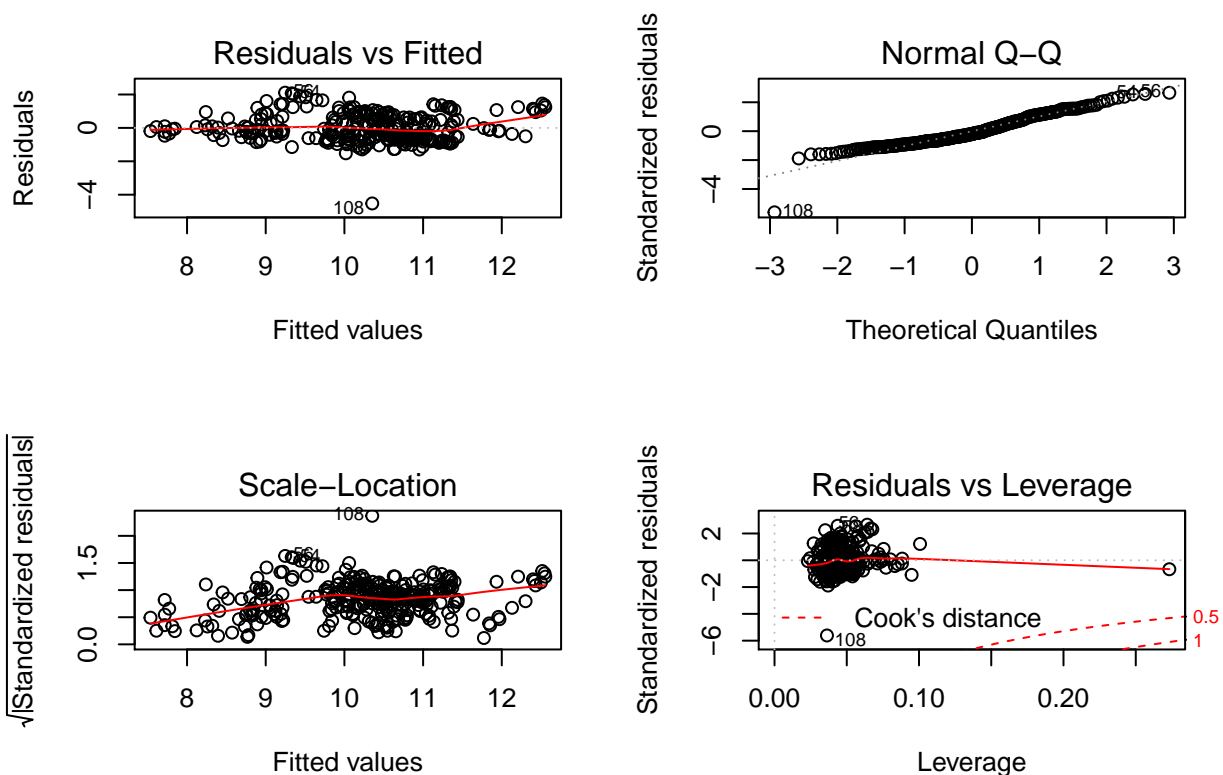 Residuals vs Fitted
Residuals
0
−4
8 9 10 11 12
Fitted values
108
Normal Q−Q
Standardized residuals
0
−4
−3 −2 −1 0 1 2 3
Theoretical Quantiles
108
Scale−Location
√|Standardized residuals|
0.0
1.5
8 9 10 11 12
Fitted values
108
Residuals vs Leverage
Standardized residuals
2
−2
−6
0.00 0.10 0.20
Leverage
Cook's distance
108
0.5
1